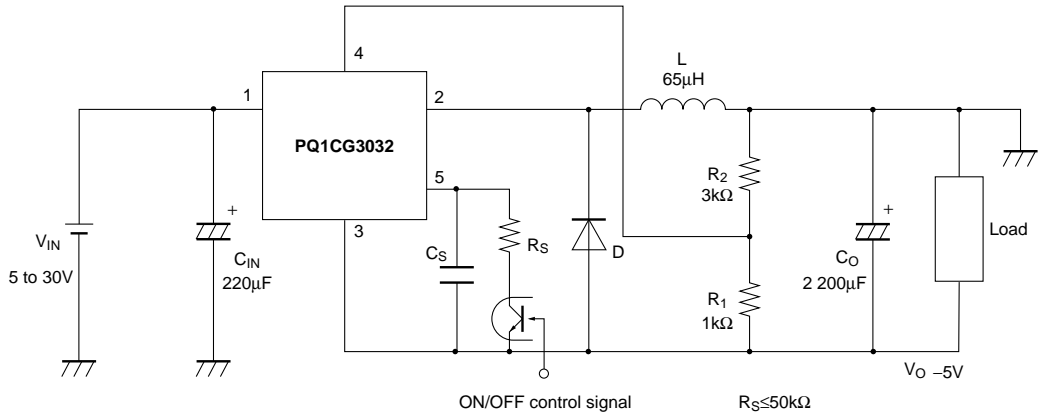 4
L
65μH
1
2
PQ1CG3032
5
3
R2
3kΩ
VIN
5 to 30V
+
CIN
220μF
CS
RS
D
R1
1kΩ
+
CO
2 200μF
Load
VO –5V
ON/OFF control signal
RS≤50kΩ